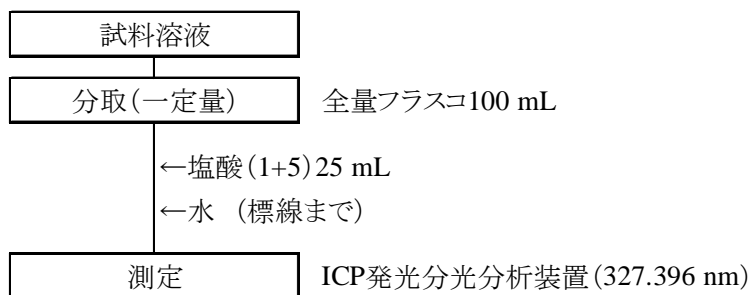 試料溶液
分取(一定量) 全量フラスコ100 mL
←塩酸(1+5)25 mL
←水 (標線まで)
測定 ICP発光分光分析装置(327.396 nm)